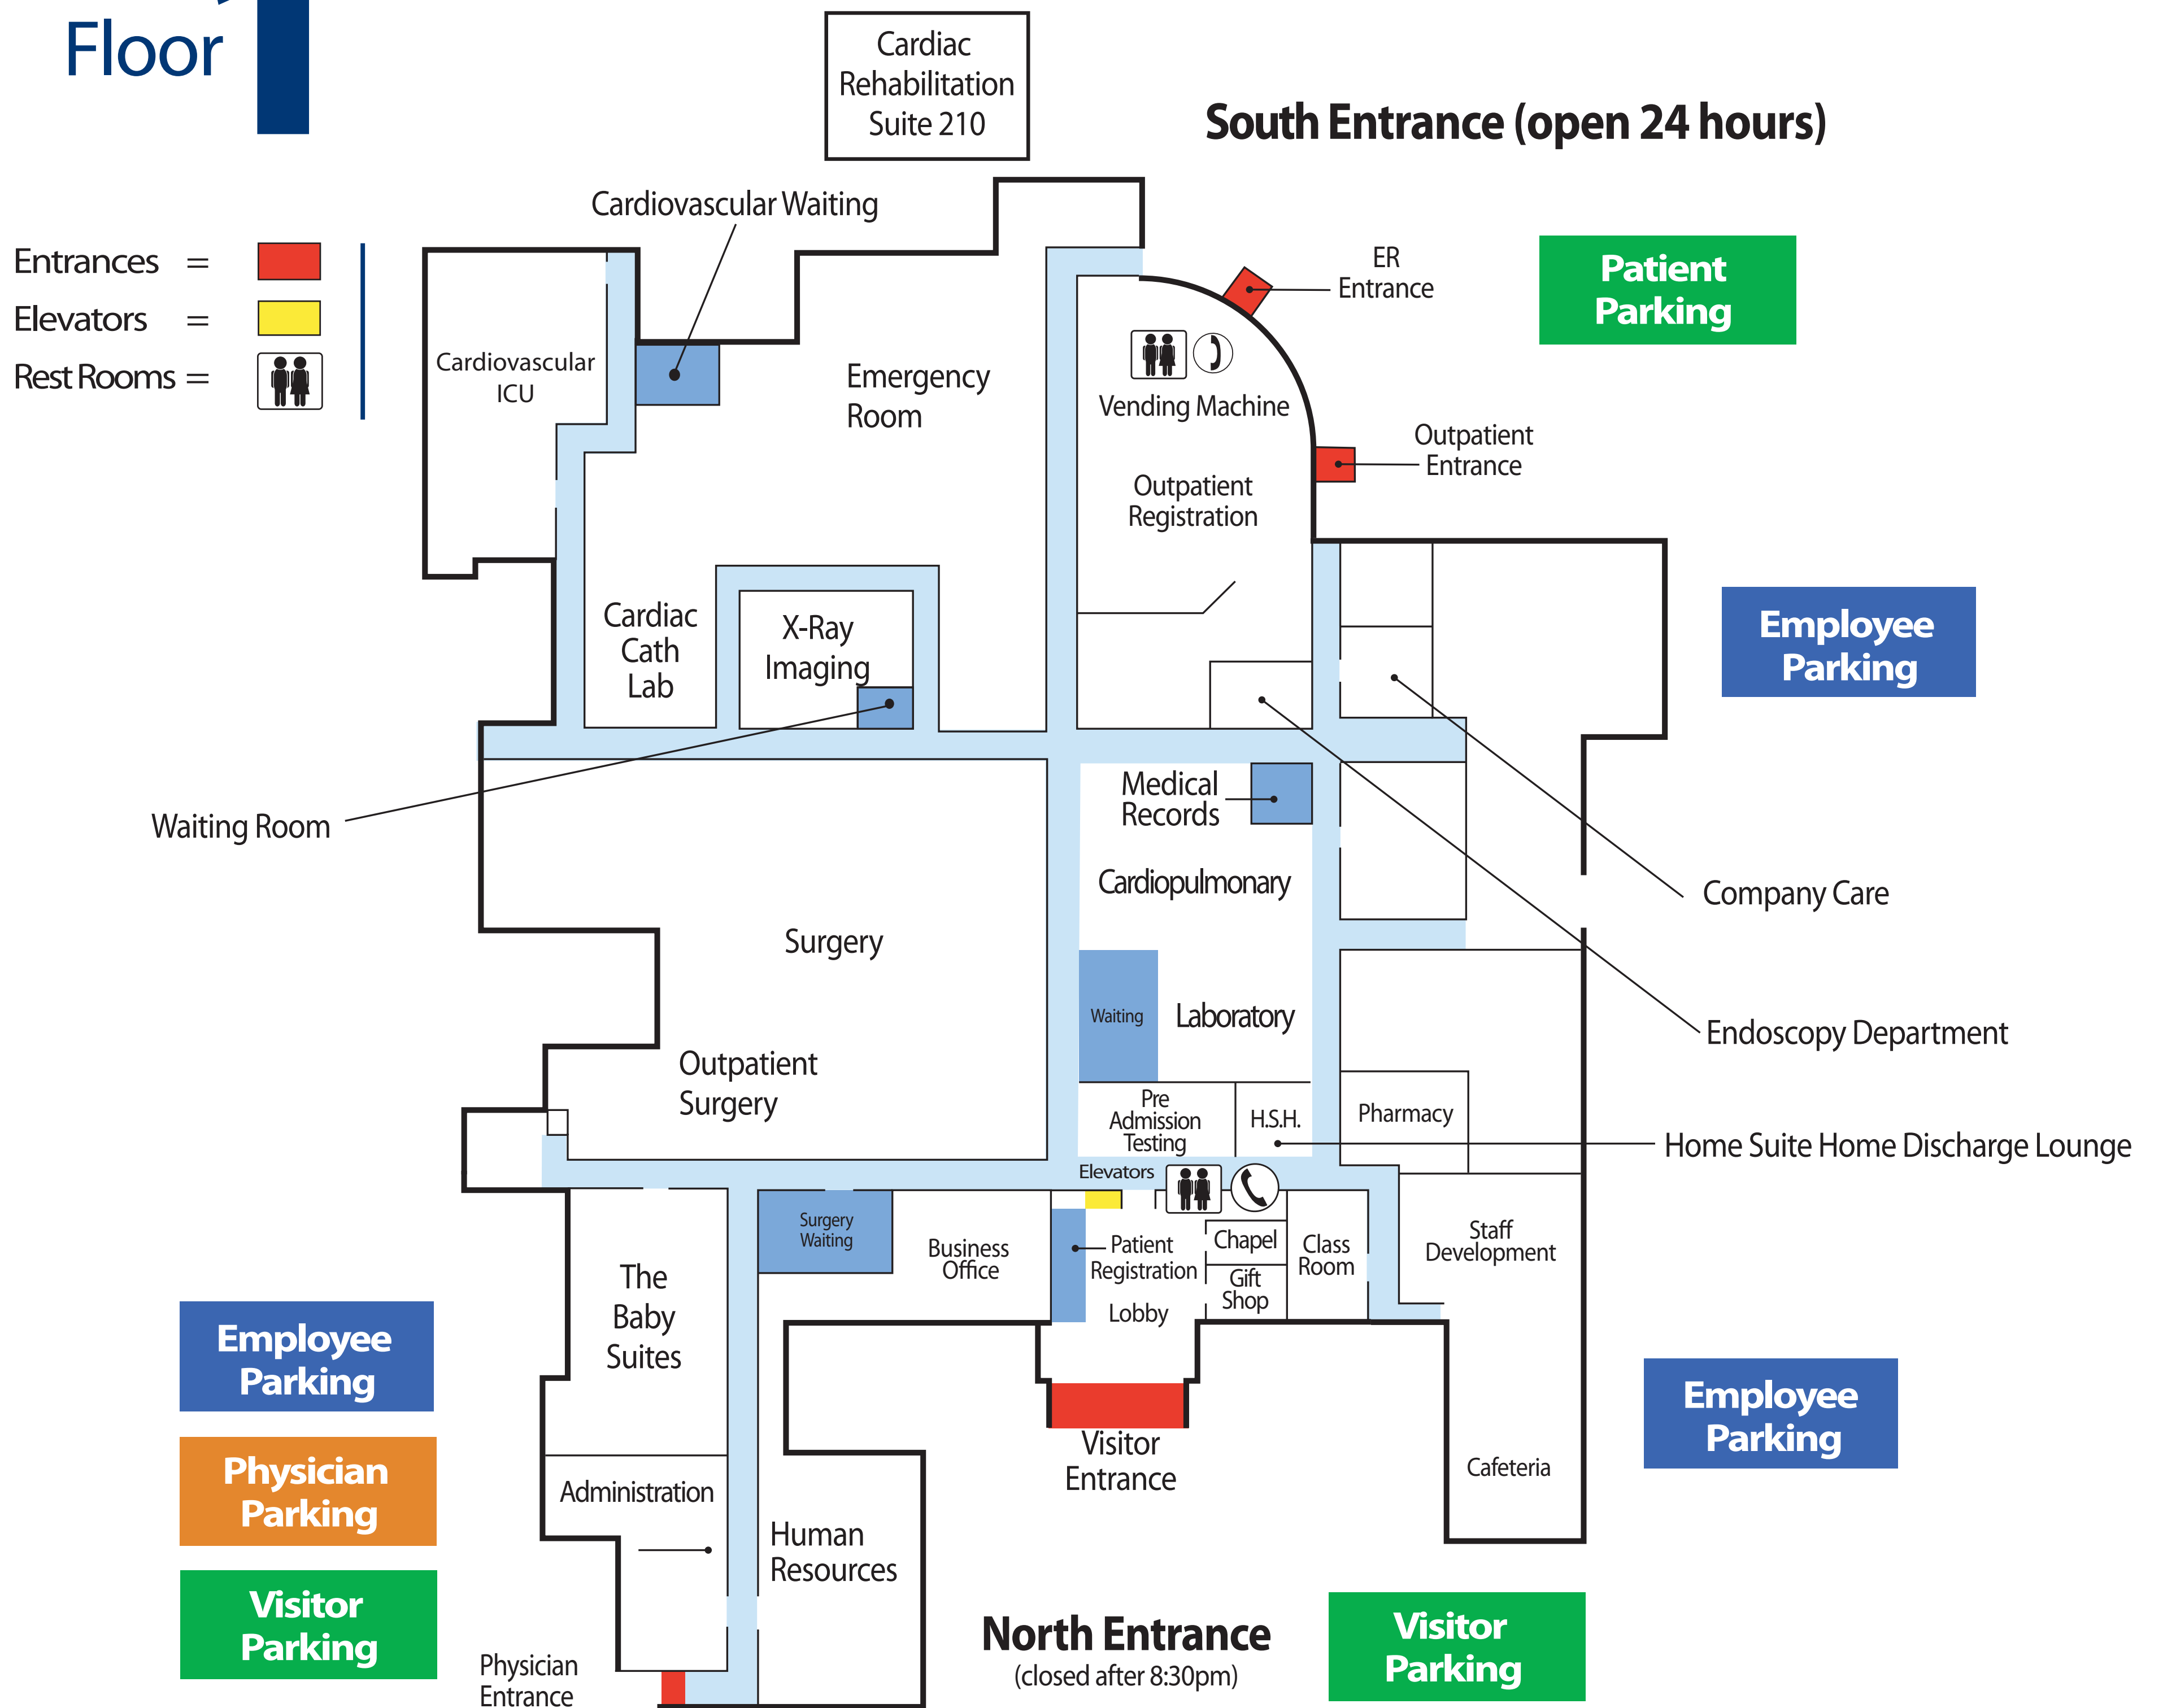 Floor 1
Cardiac
Rehabilitation
Suite 210
South Entrance (open 24 hours)
Cardiovascular Waiting
Entrances =
Elevators =
Rest Rooms =
ER
Entrance
Patient
Parking
Cardiovascular
ICU
Emergency
Room
Vending Machine
Outpatient
Entrance
Outpatient
Registration
Employee
Parking
Cardiac
Cath
Lab
X-Ray
Imaging
Waiting Room
Medical
Records
Cardiopulmonary
Company Care
Surgery
Waiting
Laboratory
Endoscopy Department
Outpatient
Surgery
Pre
Admission
Testing
H.S.H.
Pharmacy
Home Suite Home Discharge Lounge
Elevators
Surgery
Waiting
Business
Office
Patient
Registration
Lobby
Chapel
Gift
Shop
Class
Room
Staff
Development
The
Baby
Suites
Employee
Parking
Employee
Parking
Visitor
Entrance
Cafeteria
Physician
Parking
Administration
Human
Resources
Visitor
Parking
North Entrance
(closed after 8:30pm)
Visitor
Parking
Physician
Entrance